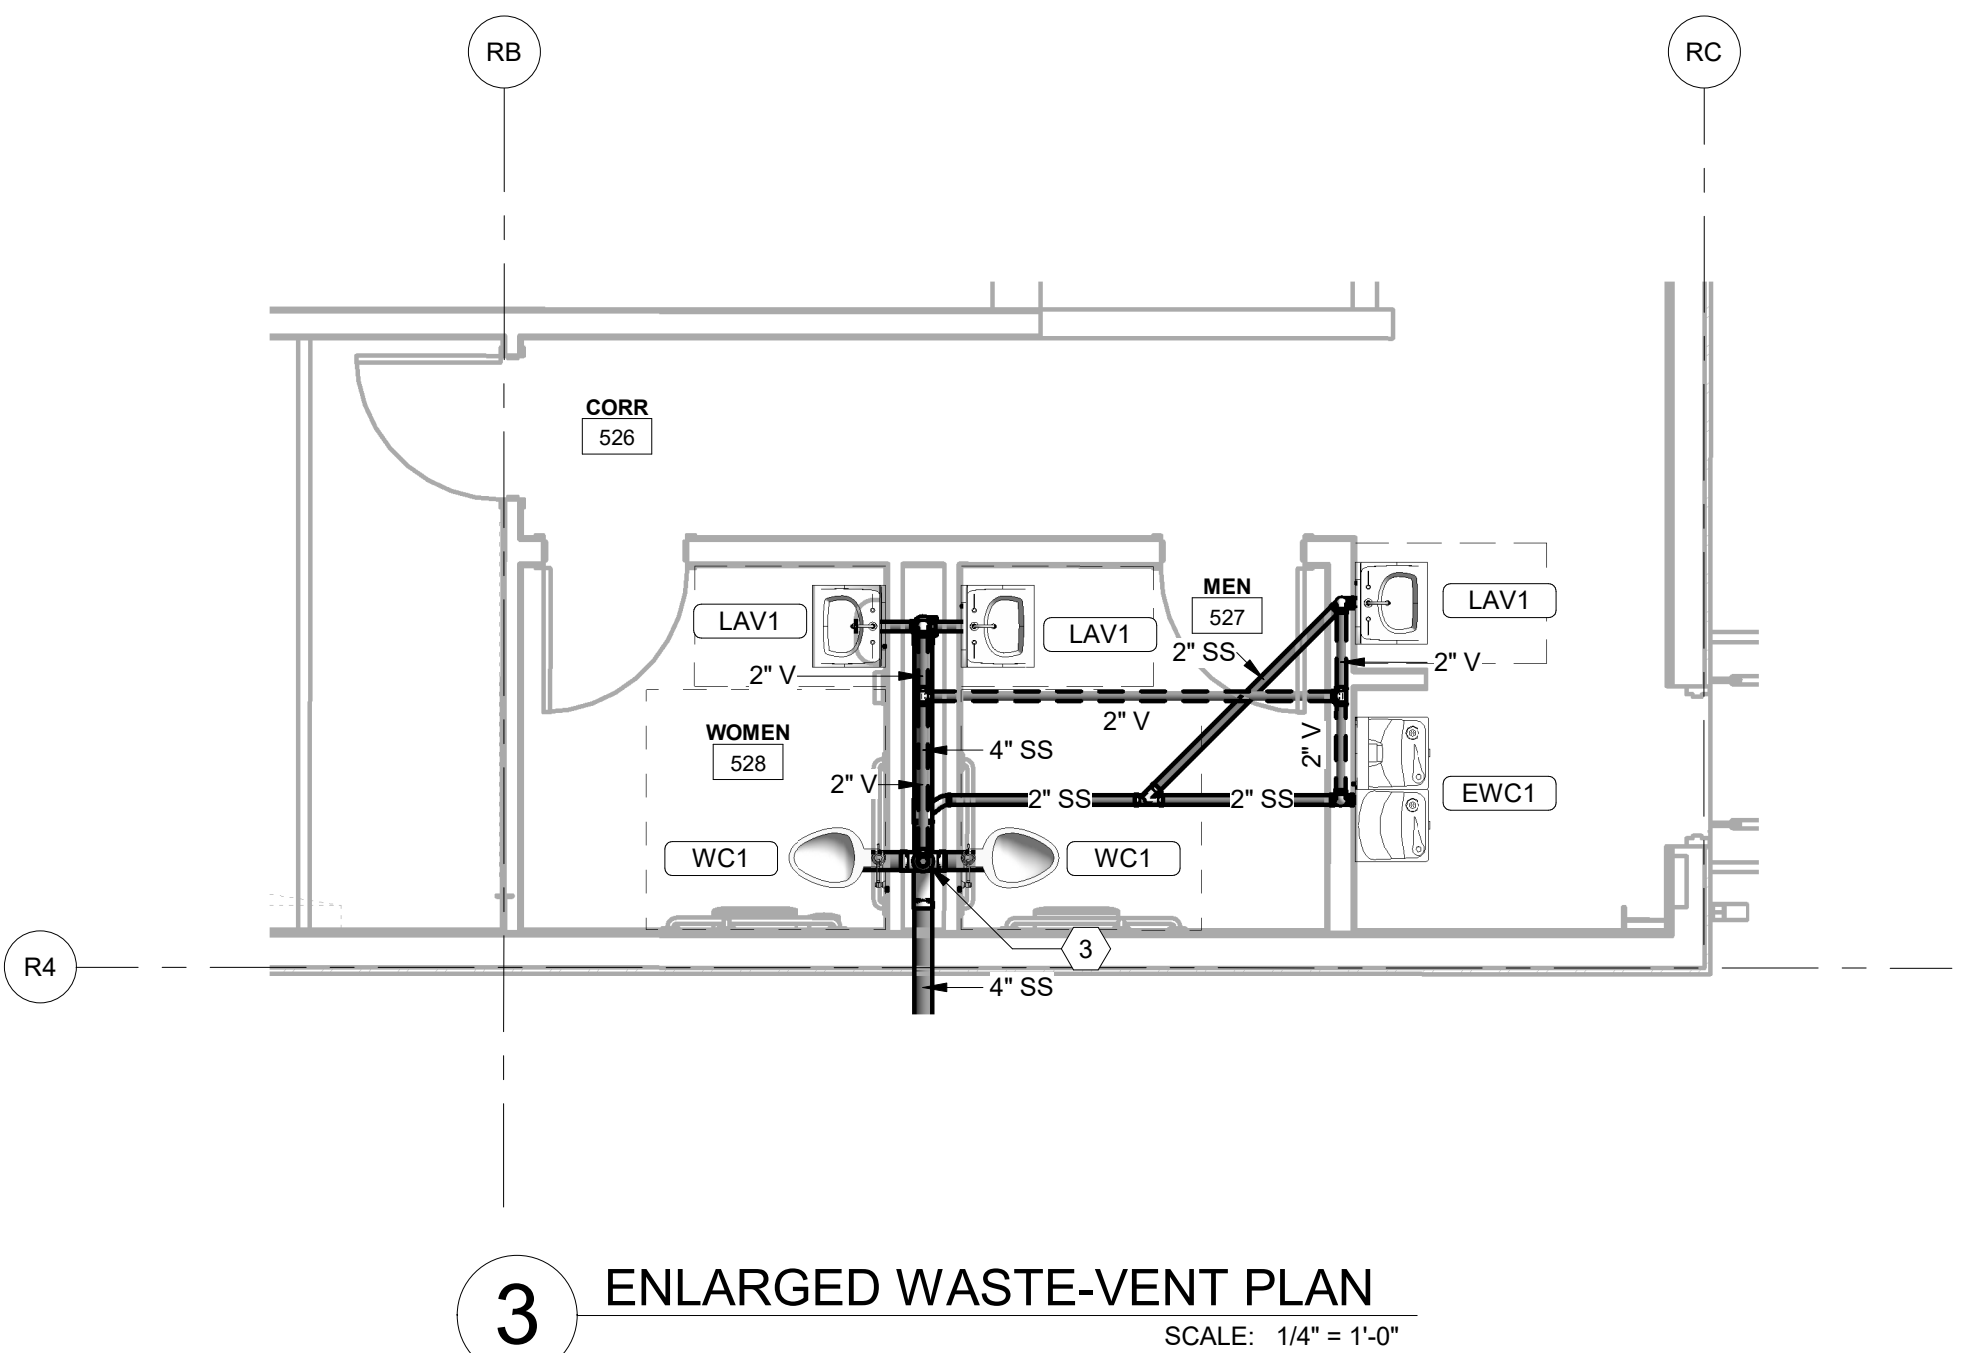 RB
RC
CORR
526
MEN
527
LAV1
LAV1
LAV1
2" SS
2" V
2" V
2" V
WOMEN
528
4" SS
2" V
2" V
2" SS
2" SS
EWC1
WC1
WC1
3
R4
4" SS
3
ENLARGED WASTE-VENT PLAN
SCALE: 1/4" = 1'-0"